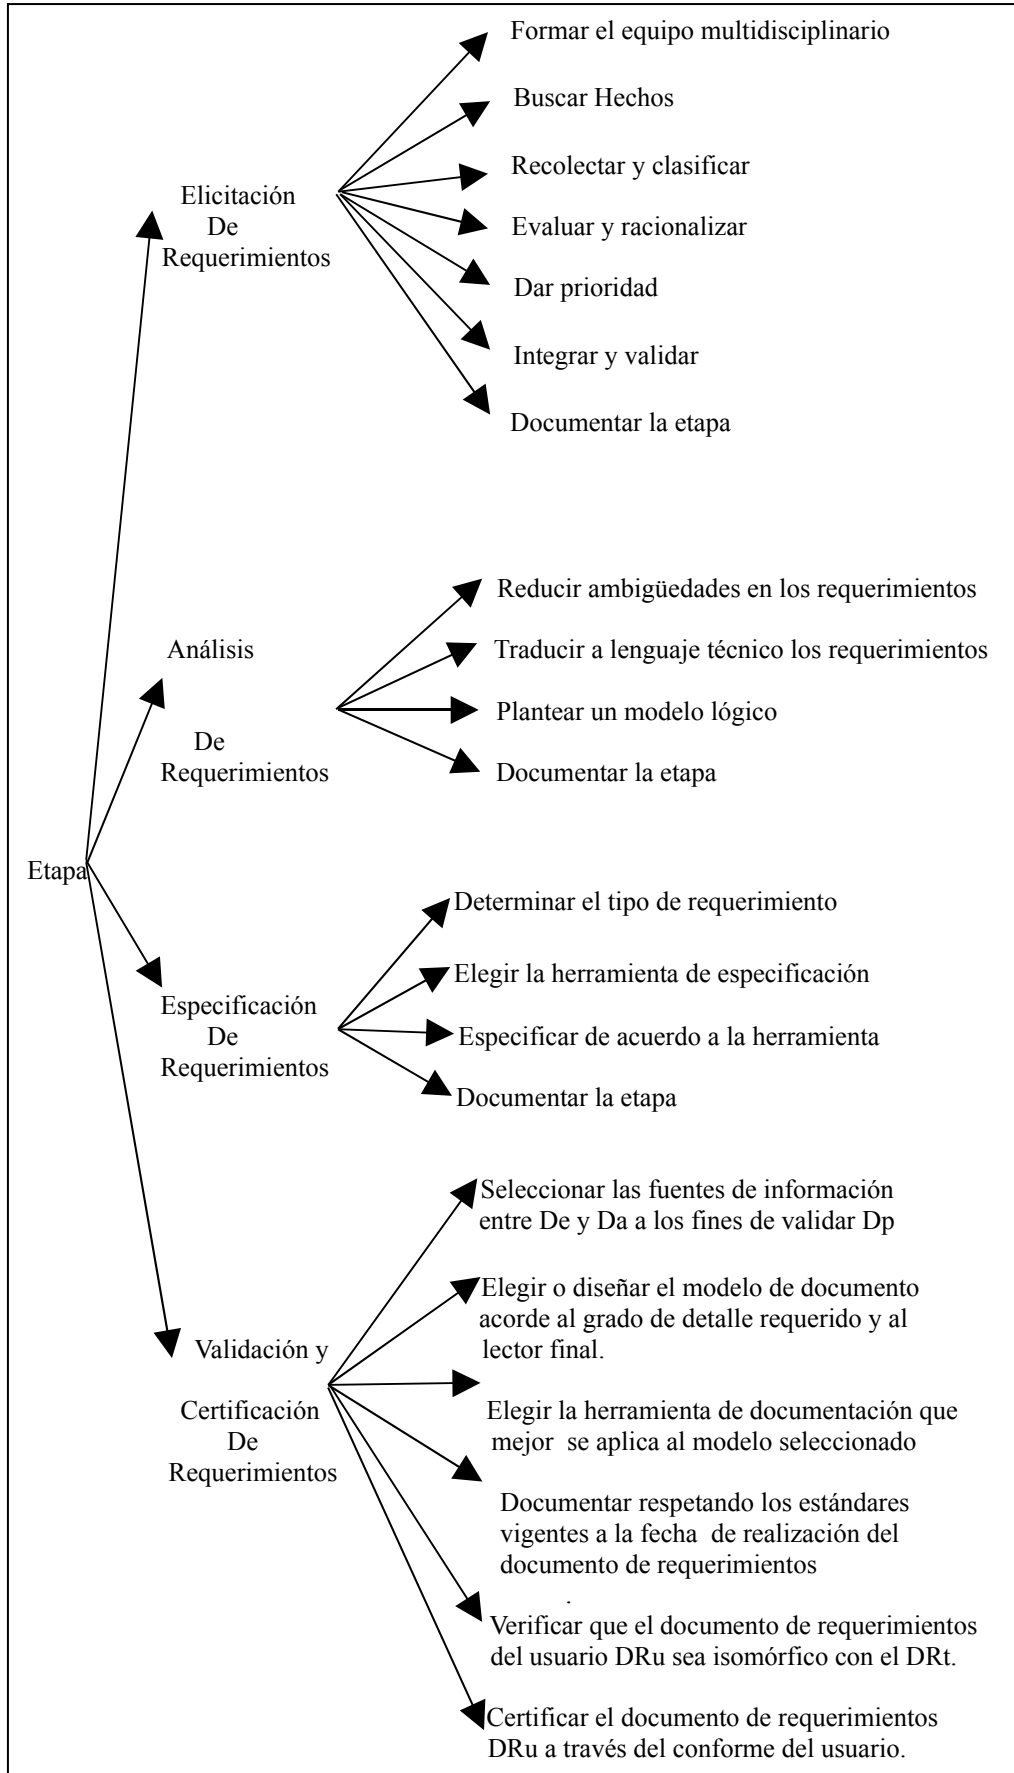 Formar el equipo multidisciplinario
Buscar Hechos
Recolectar y clasificar
Elicitación
De
Requerimientos
Evaluar y racionalizar
Dar prioridad
Integrar y validar
Documentar la etapa
Reducir ambigüedades en los requerimientos
Análisis
Traducir a lenguaje técnico los requerimientos
Plantear un modelo lógico
De
Requerimientos
Documentar la etapa
Etapa
Determinar el tipo de requerimiento
Elegir la herramienta de especificación
Especificación
De
Requerimientos
Especificar de acuerdo a la herramienta
Documentar la etapa
Seleccionar las fuentes de información
entre De y Da a los fines de validar Dp
Elegir o diseñar el modelo de documento
acorde al grado de detalle requerido y al
lector final.
Validación y
Certificación
De
Requerimientos
Elegir la herramienta de documentación que
mejor se aplica al modelo seleccionado
Documentar respetando los estándares
vigentes a la fecha de realización del
documento de requerimientos
.
Verificar que el documento de requerimientos
del usuario DRu sea isomórfico con el DRt.
Certificar el documento de requerimientos
DRu a través del conforme del usuario.